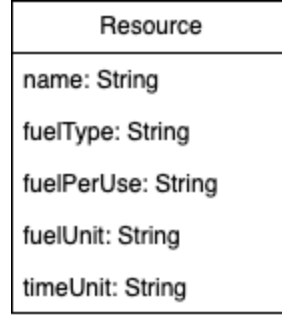 Resource
name: String
fuelType: String
fuelPerUse: String
fuelUnit: String
timeUnit: String